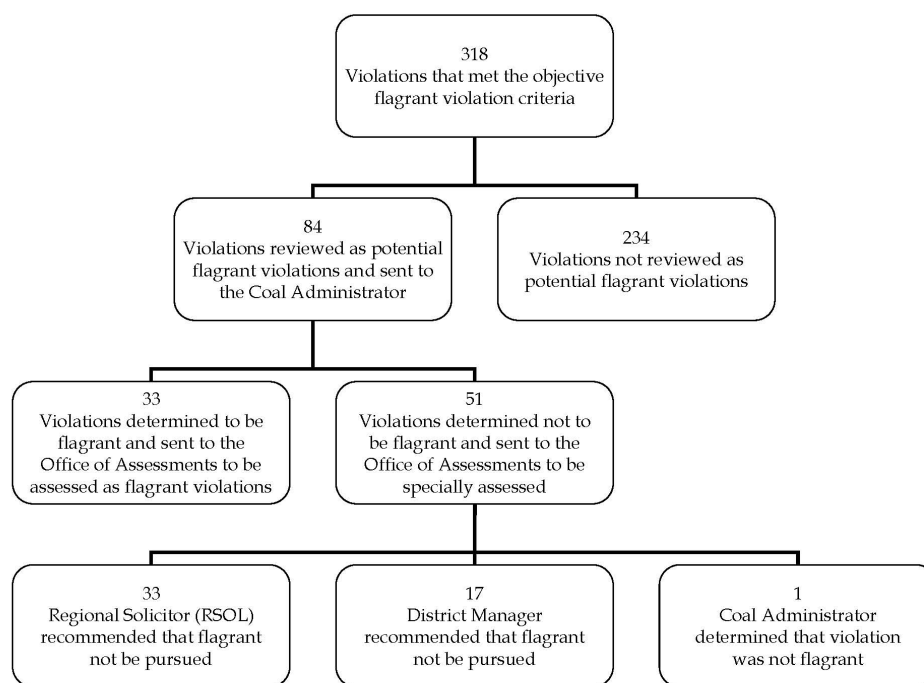 318
Violations that met the objective
flagrant violation criteria
84
Violations reviewed as potential
flagrant violations and sent to
the Coal Administrator
234
Violations not reviewed as
potential flagrant violations
33
Violations determined to be
flagrant and sent to the
Office of Assessments to be
assessed as flagrant violations
51
Violations determined not to
be flagrant and sent to the
Office of Assessments to be
specially assessed
33
Regional Solicitor (RSOL)
recommended that flagrant
not be pursued
17
District Manager
recommended that flagrant
not be pursued
1
Coal Administrator
determined that violation
was not flagrant